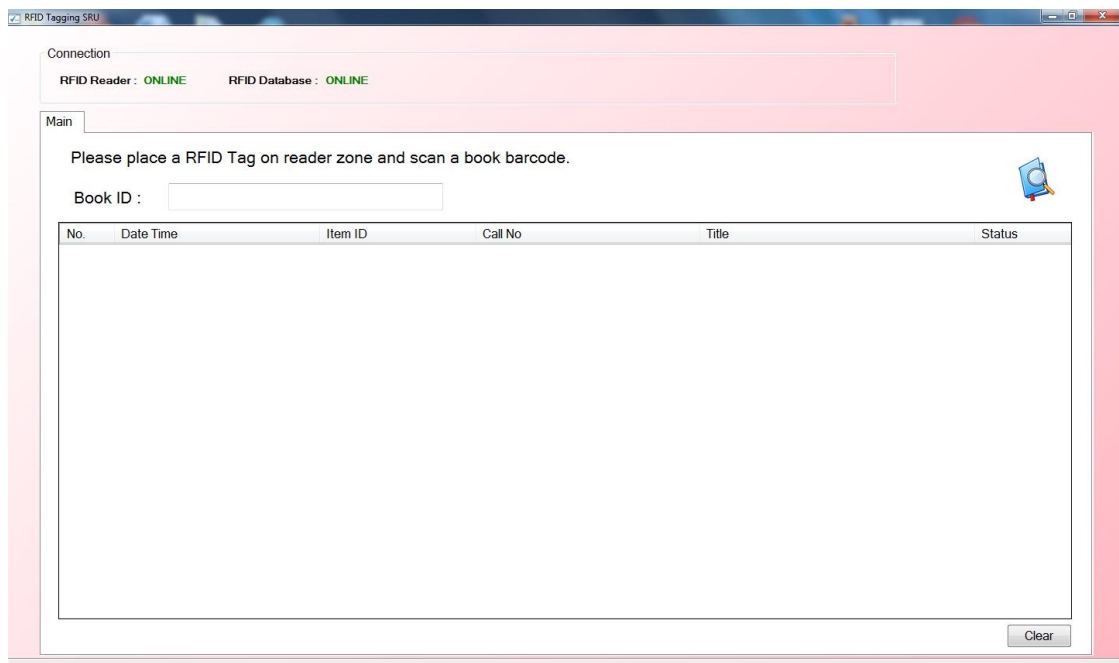 RFID Tagging SRU
Connection
RFID Reader : ONLINE RFID Database : ONLINE
Main
Please place a RFID Tag on reader zone and scan a book barcode.
Book ID :
No. Date Time Item ID Call No Title Status
Clear